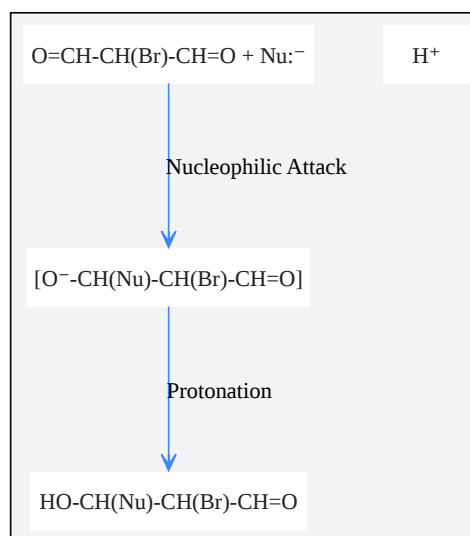 O=CH-CH(Br)-CH=O + Nu:⁻
H⁺
Nucleophilic Attack
[O⁻-CH(Nu)-CH(Br)-CH=O]
Protonation
HO-CH(Nu)-CH(Br)-CH=O